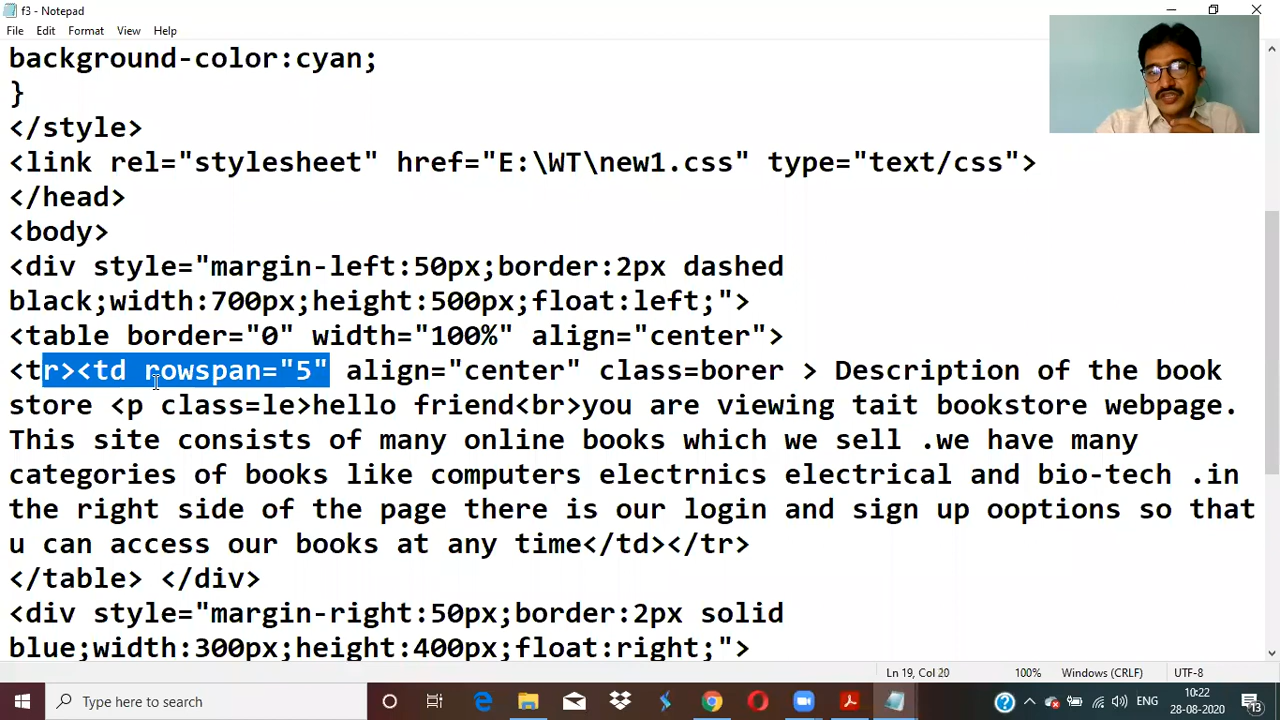 f3 - Notepad
File Edit Format View Help
background-color:cyan;
}
</style>
<link rel="stylesheet" href="E:\WT\new1.css" type="text/css">
</head>
<body>
<div style="margin-left:50px;border:2px dashed
black;width:700px;height:500px;float:left;">
<table border="0" width="100%" align="center">
<tr><td rowspan="5" align="center" class=borer > Description of the book
store <p class=le>hello friend<br>you are viewing tait bookstore webpage.
This site consists of many online books which we sell .we have many
categories of books like computers electrnics electrical and bio-tech .in
the right side of the page there is our login and sign up ooptions so that
u can access our books at any time</td></tr>
</table> </div>
<div style="margin-right:50px;border:2px solid
blue;width:300px;height:400px;float:right;">
Ln 19, Col 20 100% Windows (CRLF) UTF-8
Type here to search
ENG
10:22
28-08-2020
13